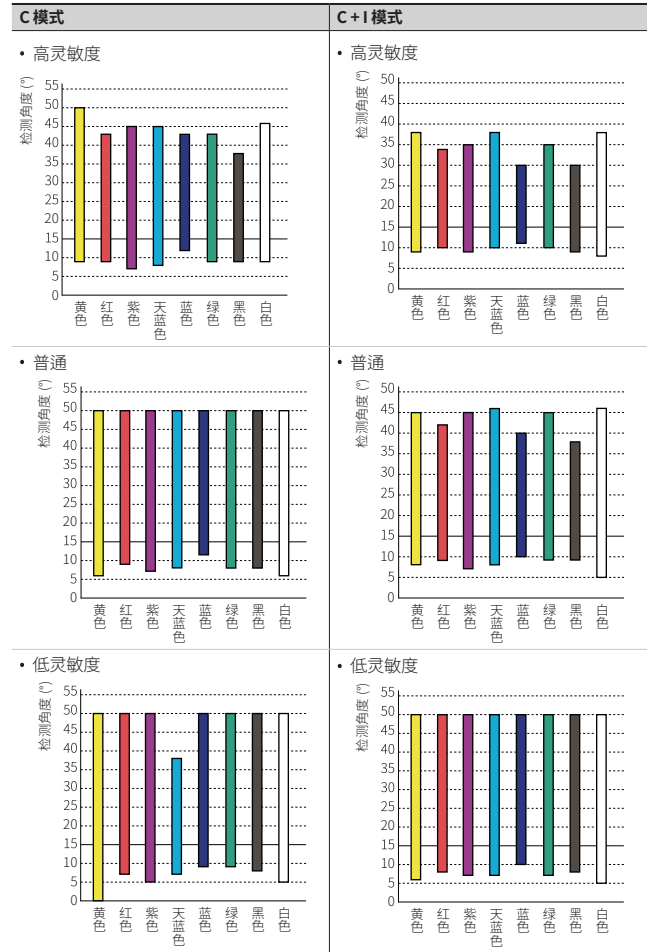 C 模式
C + I 模式
• 高灵敏度
检测角度 (°)
55
50
45
40
35
30
25
20
15
10
5
0
黄色
红色
紫色
天蓝色
蓝色
绿色
黑色
白色
• 高灵敏度
检测角度 (°)
50
45
40
35
30
25
20
15
10
5
0
黄色
红色
紫色
天蓝色
蓝色
绿色
黑色
白色
• 普通
检测角度 (°)
55
50
45
40
35
30
25
20
15
10
5
0
黄色
红色
紫色
天蓝色
蓝色
绿色
黑色
白色
• 普通
检测角度 (°)
50
45
40
35
30
25
20
15
10
5
0
黄色
红色
紫色
天蓝色
蓝色
绿色
黑色
白色
• 低灵敏度
检测角度 (°)
55
50
45
40
35
30
25
20
15
10
5
0
黄色
红色
紫色
天蓝色
蓝色
绿色
黑色
白色
• 低灵敏度
检测角度 (°)
55
50
45
40
35
30
25
20
15
10
5
0
黄色
红色
紫色
天蓝色
蓝色
绿色
黑色
白色